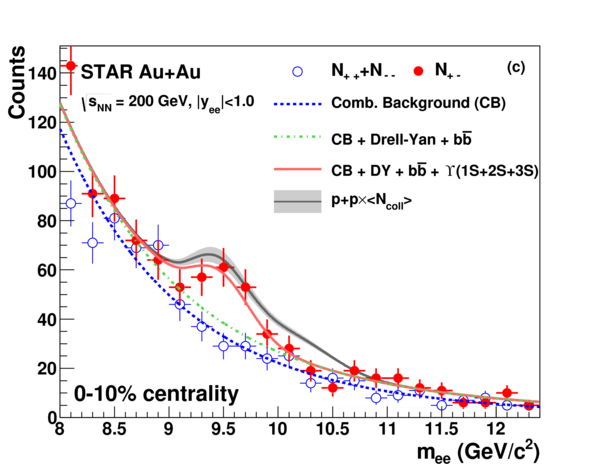 Counts
140
120
100
80
60
40
20
0
STAR Au+Au
√sNN = 200 GeV, |yee|<1.0
N+ + + N- -
N+ -
(c)
Comb. Background (CB)
CB + Drell-Yan + bb̅
CB + DY + bb̅ + ϒ(1S+2S+3S)
p+p×<Ncoll>
0-10% centrality
8 8.5 9 9.5 10 10.5 11 11.5 12
mee (GeV/c²)